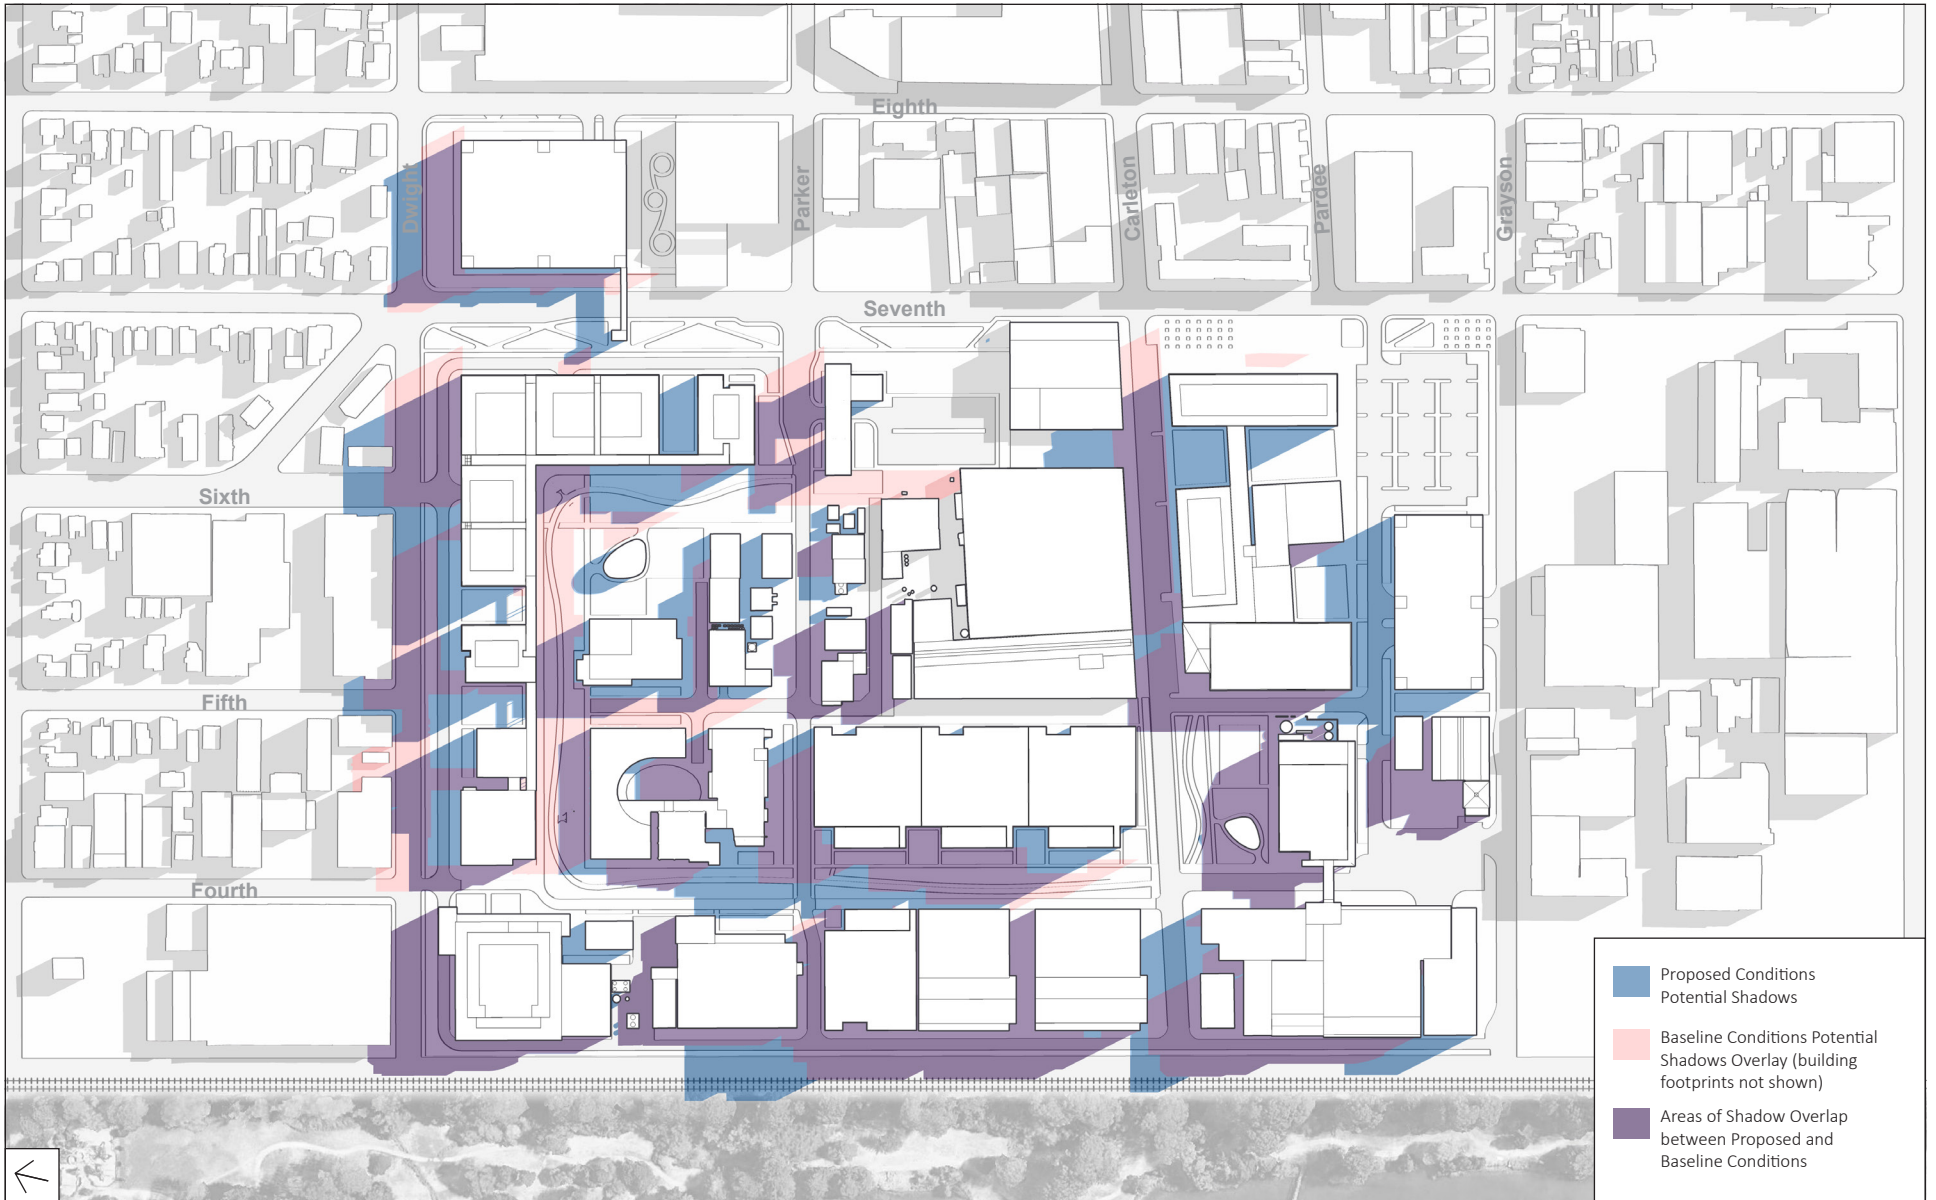 Eighth
Dwight
Parker
Carleton
Pardee
Grayson
Seventh
Sixth
Fifth
Fourth
Proposed Conditions
Potential Shadows
Baseline Conditions Potential
Shadows Overlay (building
footprints not shown)
Areas of Shadow Overlap
between Proposed and
Baseline Conditions